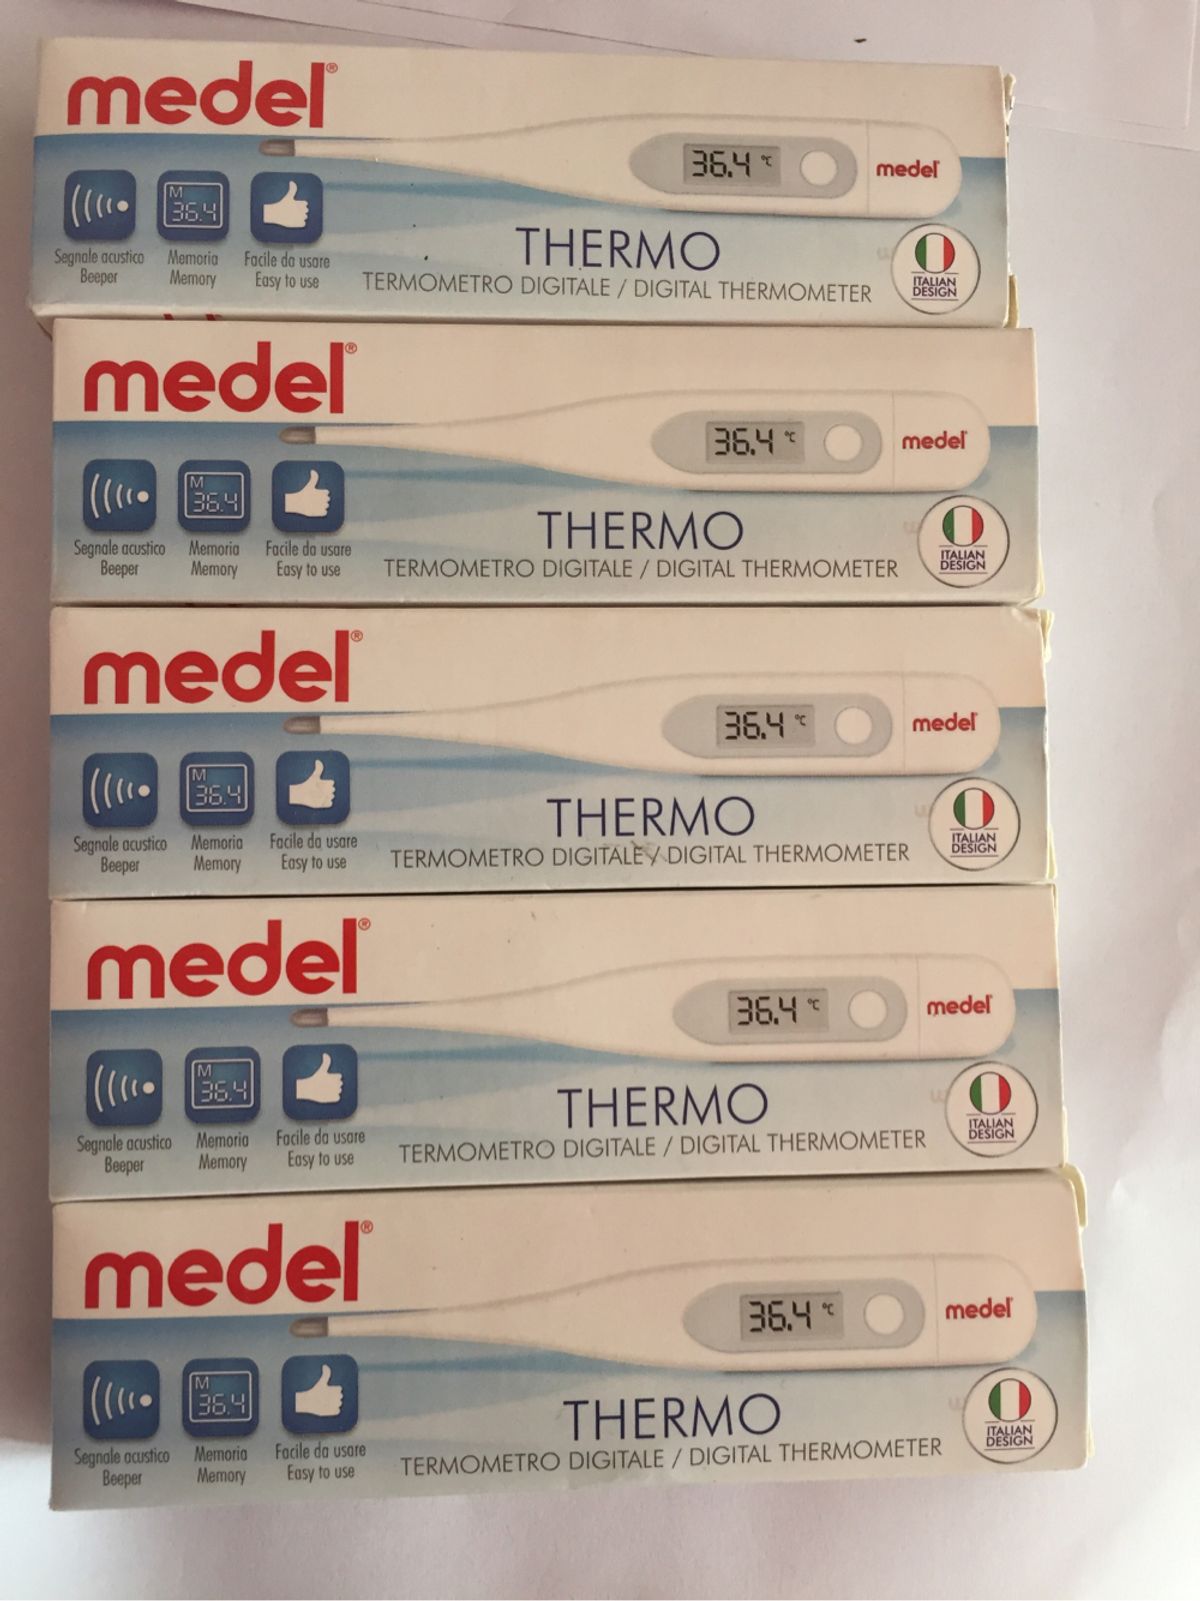 medel®
36.4 °C
medel®
M
36.4
Segnale acustico
Beeper
Memoria
Memory
Facile da usare
Easy to use
THERMO
TERMOMETRO DIGITALE / DIGITAL THERMOMETER
ITALIAN
DESIGN
medel®
36.4 °C
medel®
M
36.4
Segnale acustico
Beeper
Memoria
Memory
Facile da usare
Easy to use
THERMO
TERMOMETRO DIGITALE / DIGITAL THERMOMETER
ITALIAN
DESIGN
medel®
36.4 °C
medel®
M
36.4
Segnale acustico
Beeper
Memoria
Memory
Facile da usare
Easy to use
THERMO
TERMOMETRO DIGITALE / DIGITAL THERMOMETER
ITALIAN
DESIGN
medel®
36.4 °C
medel®
M
36.4
Segnale acustico
Beeper
Memoria
Memory
Facile da usare
Easy to use
THERMO
TERMOMETRO DIGITALE / DIGITAL THERMOMETER
ITALIAN
DESIGN
medel®
36.4 °C
medel®
M
36.4
Segnale acustico
Beeper
Memoria
Memory
Facile da usare
Easy to use
THERMO
TERMOMETRO DIGITALE / DIGITAL THERMOMETER
ITALIAN
DESIGN